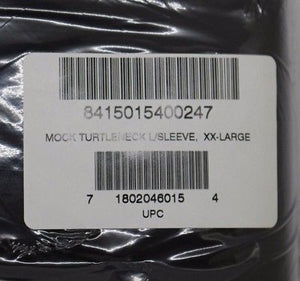 8415015400247
MOCK TURTLENECK L/SLEEVE, XX-LARGE
7 1802046015 4
UPC